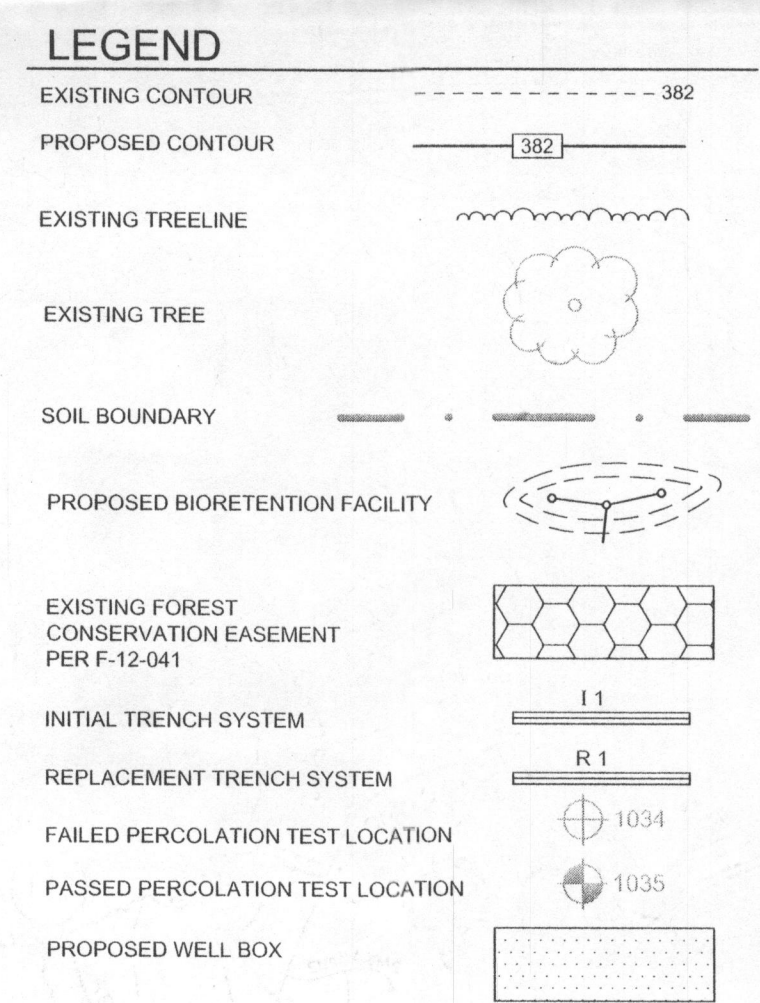 LEGEND
EXISTING CONTOUR 382
PROPOSED CONTOUR 382
EXISTING TREELINE
EXISTING TREE
SOIL BOUNDARY
PROPOSED BIORETENTION FACILITY
EXISTING FOREST
CONSERVATION EASEMENT
PER F-12-041
INITIAL TRENCH SYSTEM I 1
REPLACEMENT TRENCH SYSTEM R 1
FAILED PERCOLATION TEST LOCATION 1034
PASSED PERCOLATION TEST LOCATION 1035
PROPOSED WELL BOX